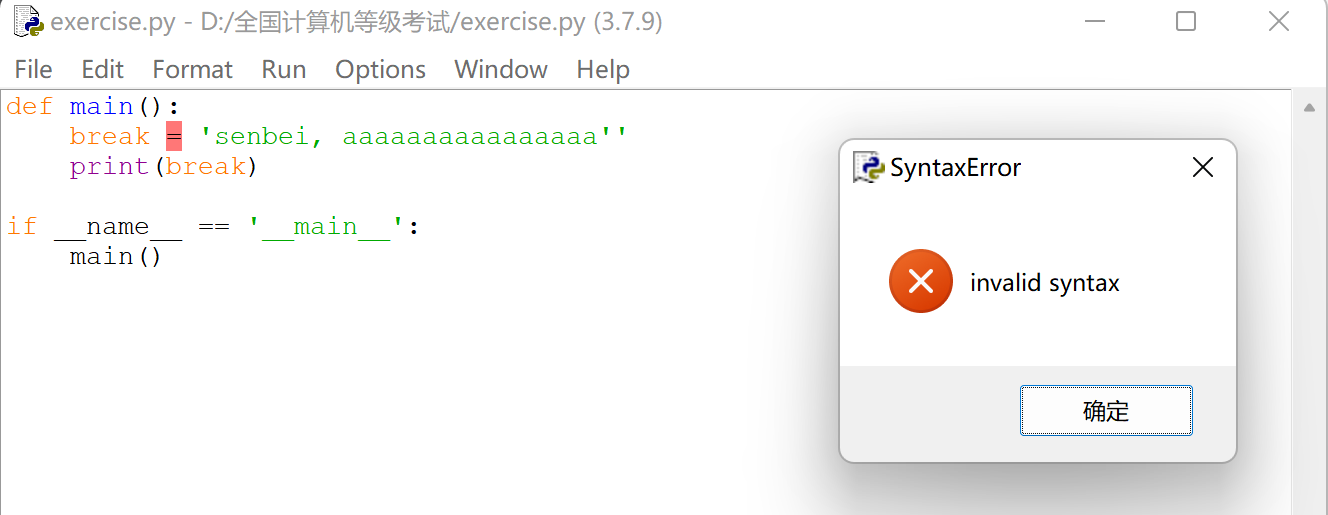 exercise.py - D:/全国计算机等级考试/exercise.py (3.7.9)
File Edit Format Run Options Window Help
def main():
    break = 'senbei, aaaaaaaaaaaaaaaa''
    print(break)
if __name__ == '__main__':
    main()
SyntaxError
invalid syntax
确定